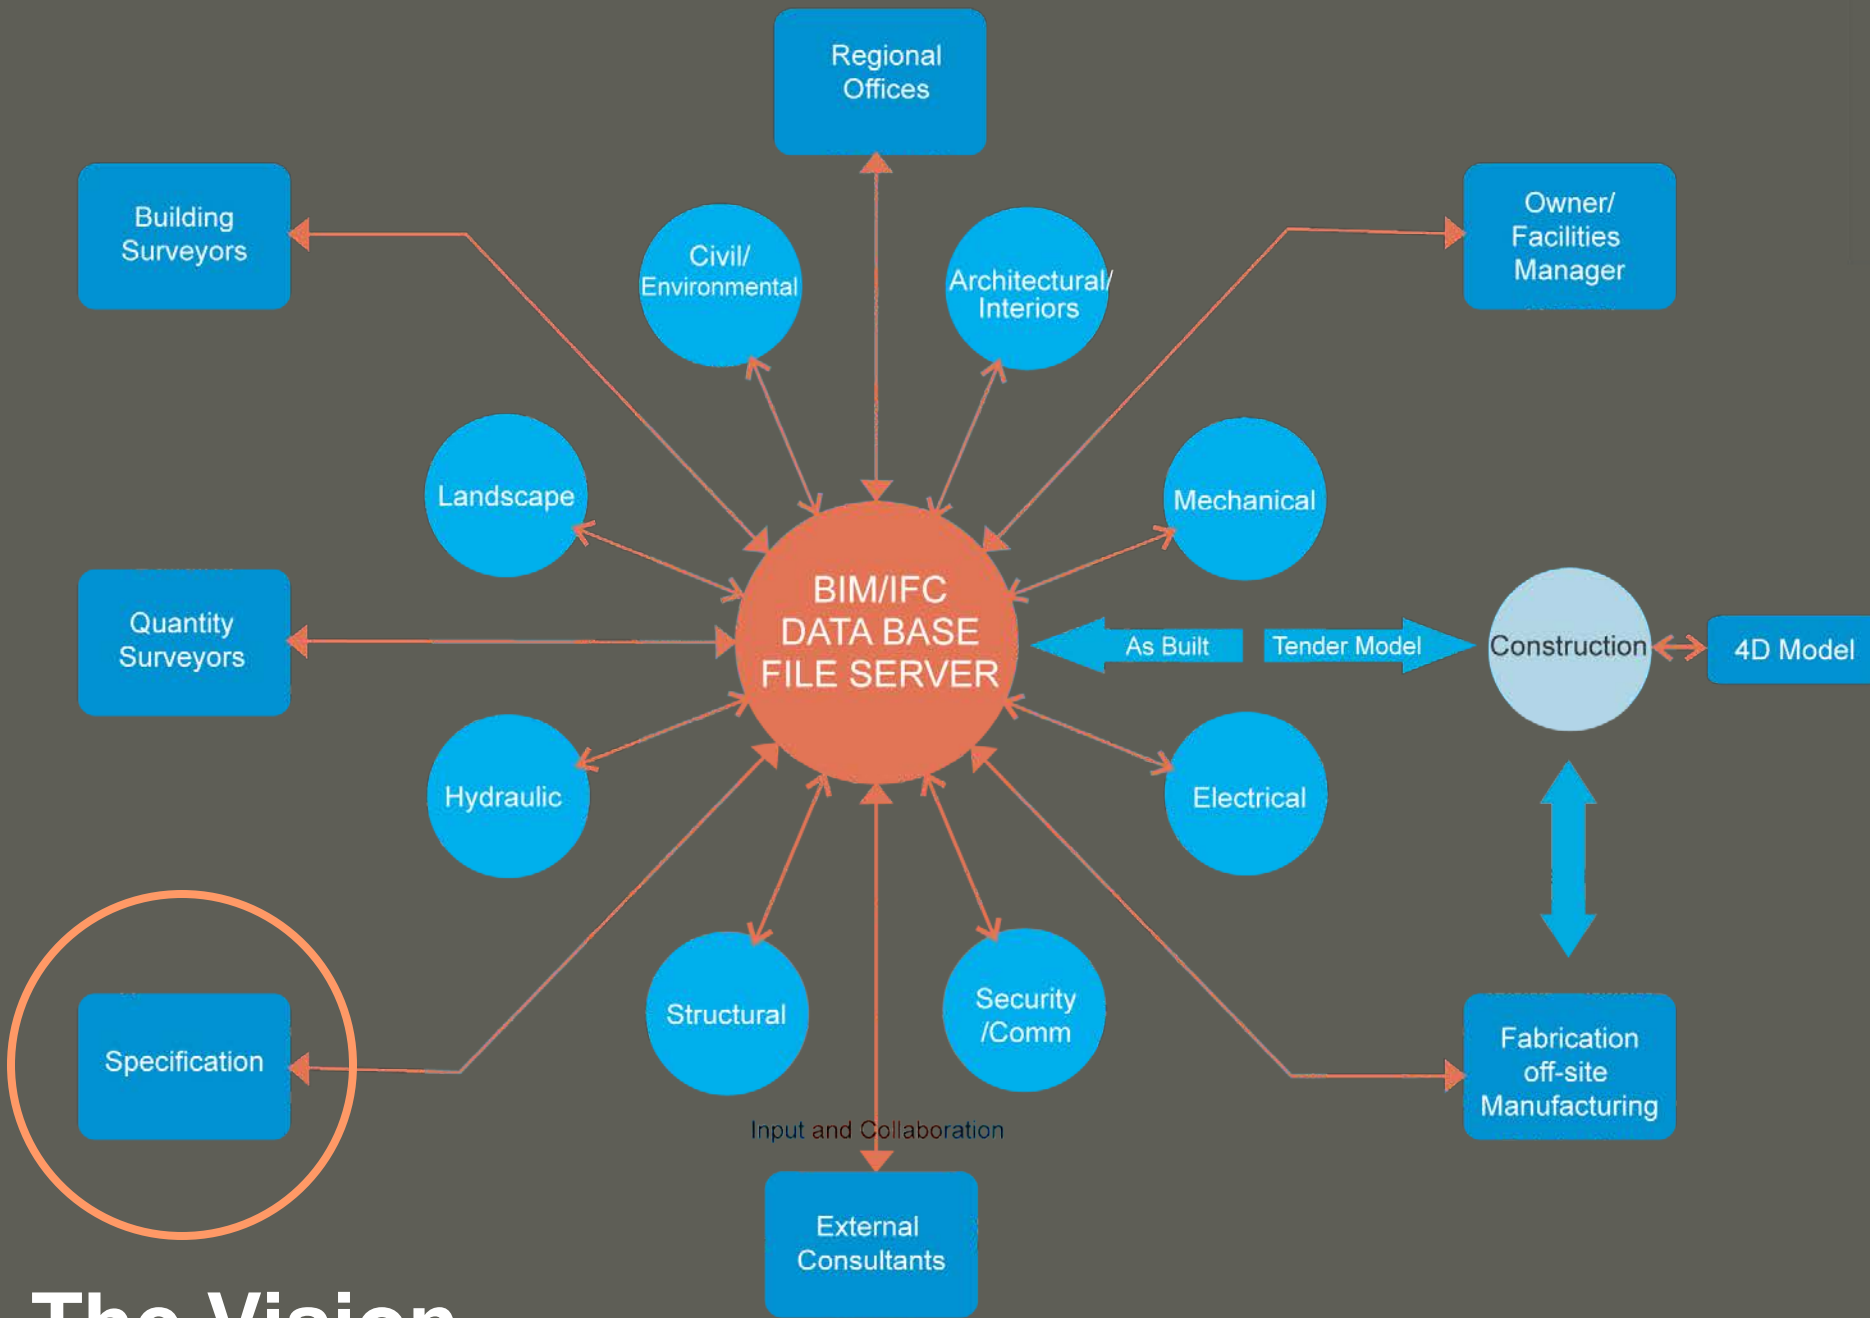 Regional
Offices
Building
Surveyors
Owner/
Facilities
Manager
Civil/
Environmental
Architectural/
Interiors
Landscape
Mechanical
BIM/IFC
DATA BASE
FILE SERVER
Quantity
Surveyors
As Built
Tender Model
Construction
4D Model
Hydraulic
Electrical
Specification
Structural
Security
/Comm
Fabrication
off-site
Manufacturing
Input and Collaboration
External
Consultants
The Vision